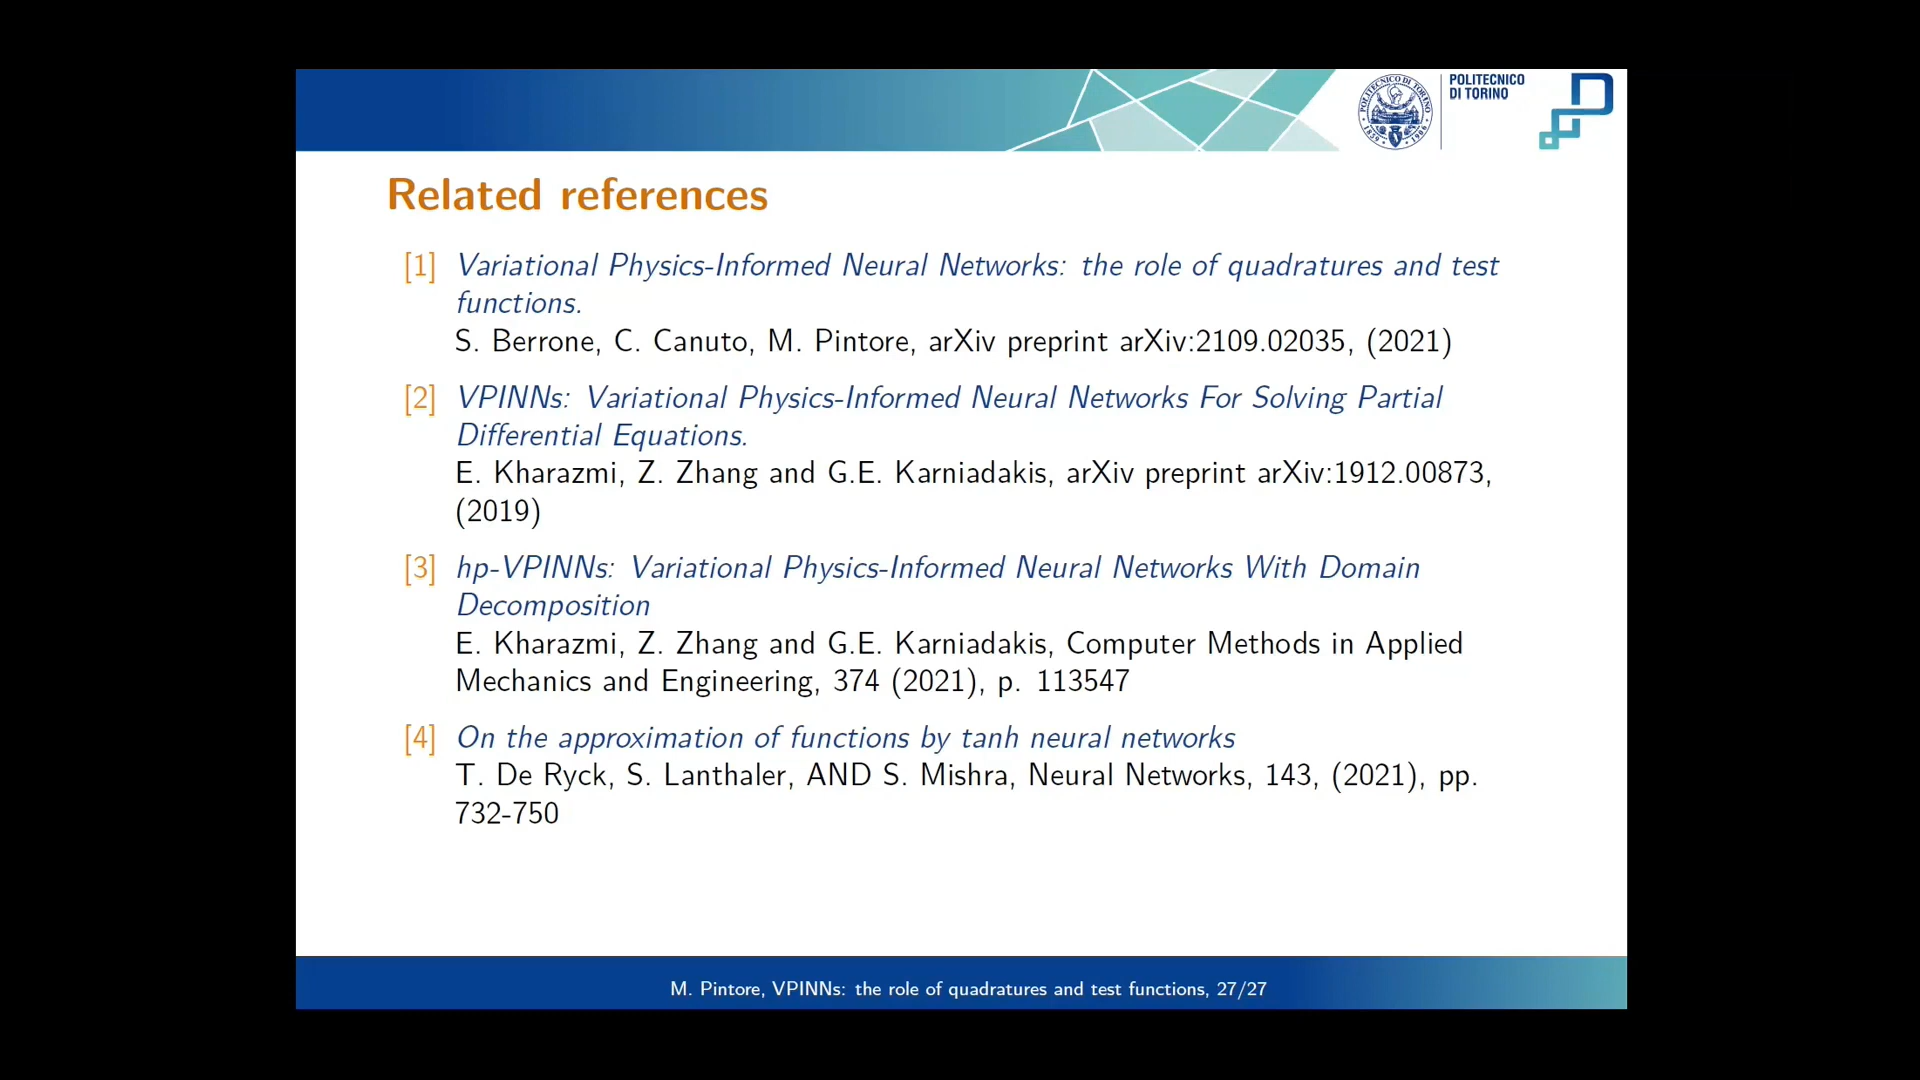 POLITECNICO
DI TORINO
POLITECNICO DI TORINO
1859 1906
Related references
[1] Variational Physics-Informed Neural Networks: the role of quadratures and test
functions.
S. Berrone, C. Canuto, M. Pintore, arXiv preprint arXiv:2109.02035, (2021)
[2] VPINNs: Variational Physics-Informed Neural Networks For Solving Partial
Differential Equations.
E. Kharazmi, Z. Zhang and G.E. Karniadakis, arXiv preprint arXiv:1912.00873,
(2019)
[3] hp-VPINNs: Variational Physics-Informed Neural Networks With Domain
Decomposition
E. Kharazmi, Z. Zhang and G.E. Karniadakis, Computer Methods in Applied
Mechanics and Engineering, 374 (2021), p. 113547
[4] On the approximation of functions by tanh neural networks
T. De Ryck, S. Lanthaler, AND S. Mishra, Neural Networks, 143, (2021), pp.
732-750
M. Pintore, VPINNs: the role of quadratures and test functions, 27/27